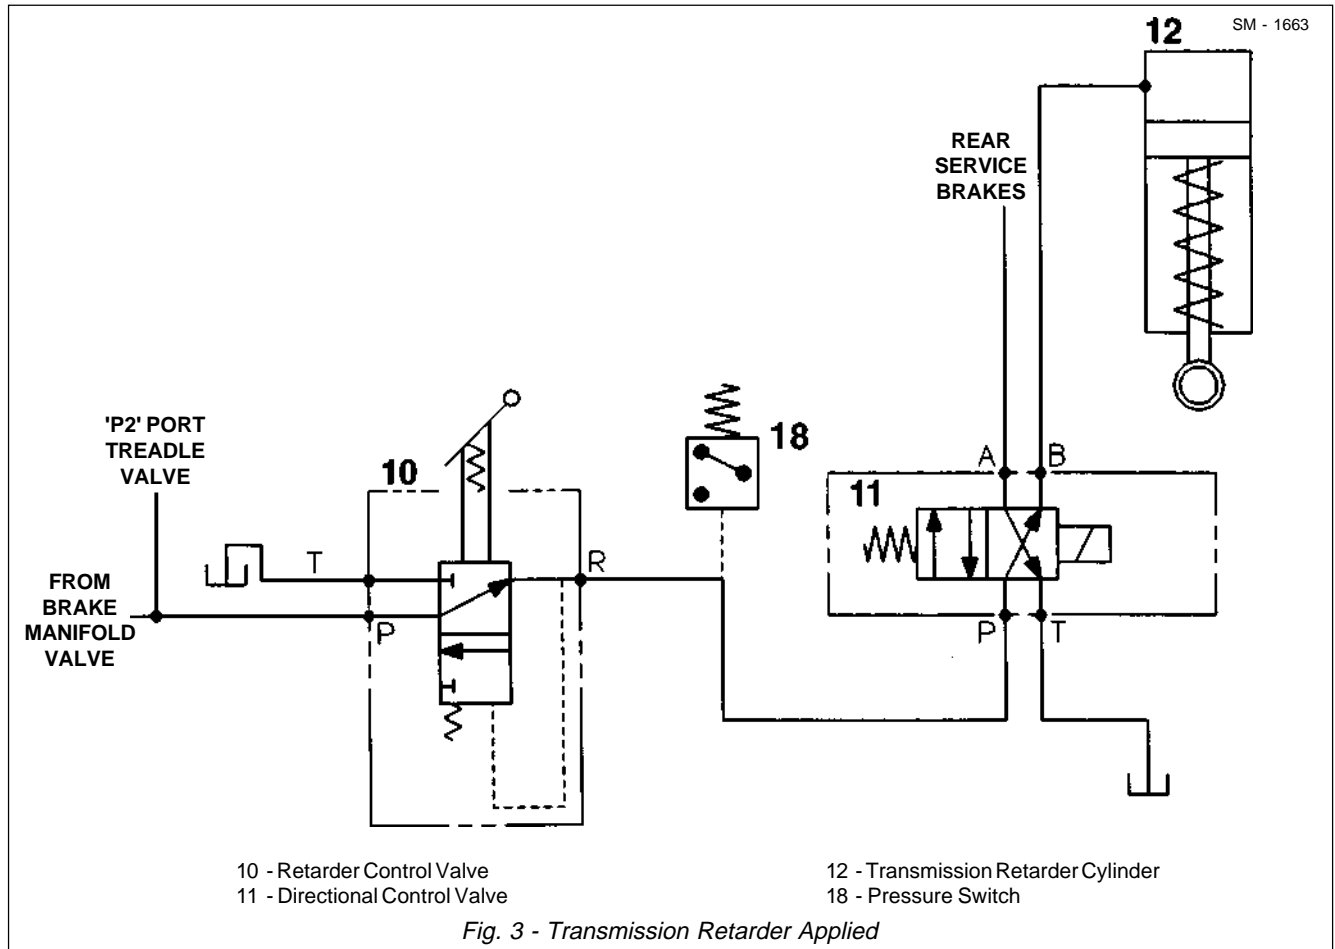 SM - 1663
12
REAR
SERVICE
BRAKES
'P2' PORT
TREADLE
VALVE
10
18
A
B
11
T
R
FROM
BRAKE
MANIFOLD
VALVE
P
P
T
10 - Retarder Control Valve
11 - Directional Control Valve
12 - Transmission Retarder Cylinder
18 - Pressure Switch
Fig. 3 - Transmission Retarder Applied